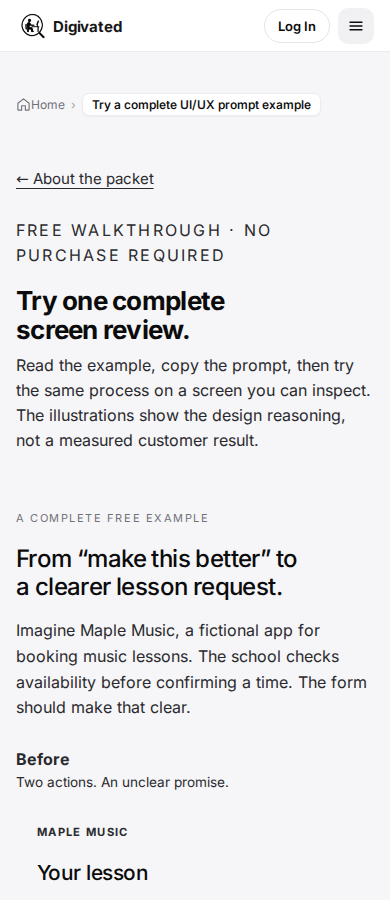 Digivated
Log In
Home › Try a complete UI/UX prompt example
← About the packet
FREE WALKTHROUGH · NO
PURCHASE REQUIRED
Try one complete
screen review.
Read the example, copy the prompt, then try
the same process on a screen you can inspect.
The illustrations show the design reasoning,
not a measured customer result.
A COMPLETE FREE EXAMPLE
From “make this better” to
a clearer lesson request.
Imagine Maple Music, a fictional app for
booking music lessons. The school checks
availability before confirming a time. The form
should make that clear.
Before
Two actions. An unclear promise.
MAPLE MUSIC
Your lesson